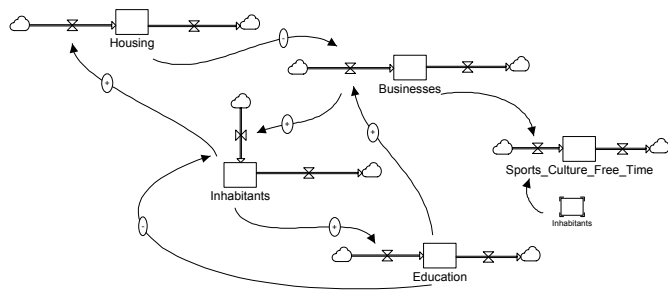 Housing
-
Businesses
+
+
+
Sports_Culture_Free_Time
Inhabitants
Inhabitants
+
-
Education